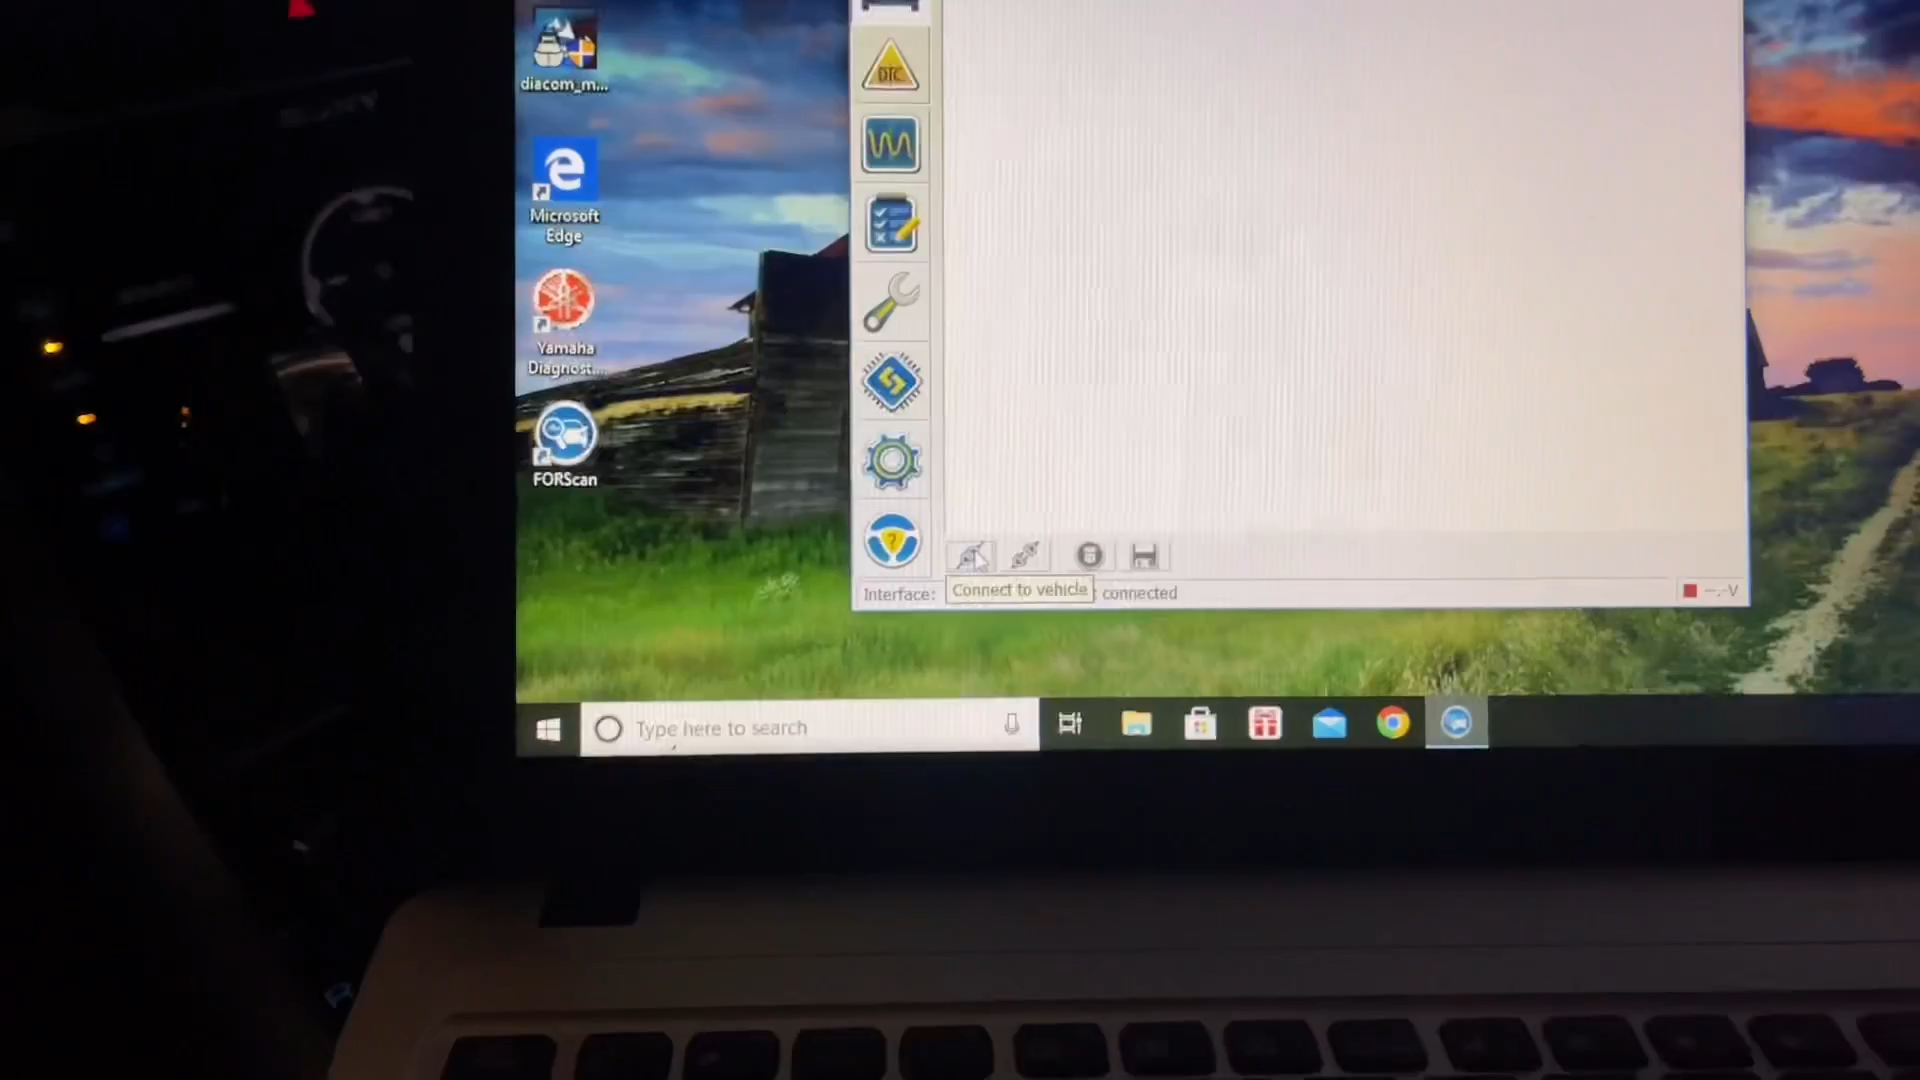 diacom_m...
Microsoft
Edge
Yamaha
Diagnost...
FORScan
DTC
?
Interface:
Connect to vehicle
: connected
--.-V
Type here to search